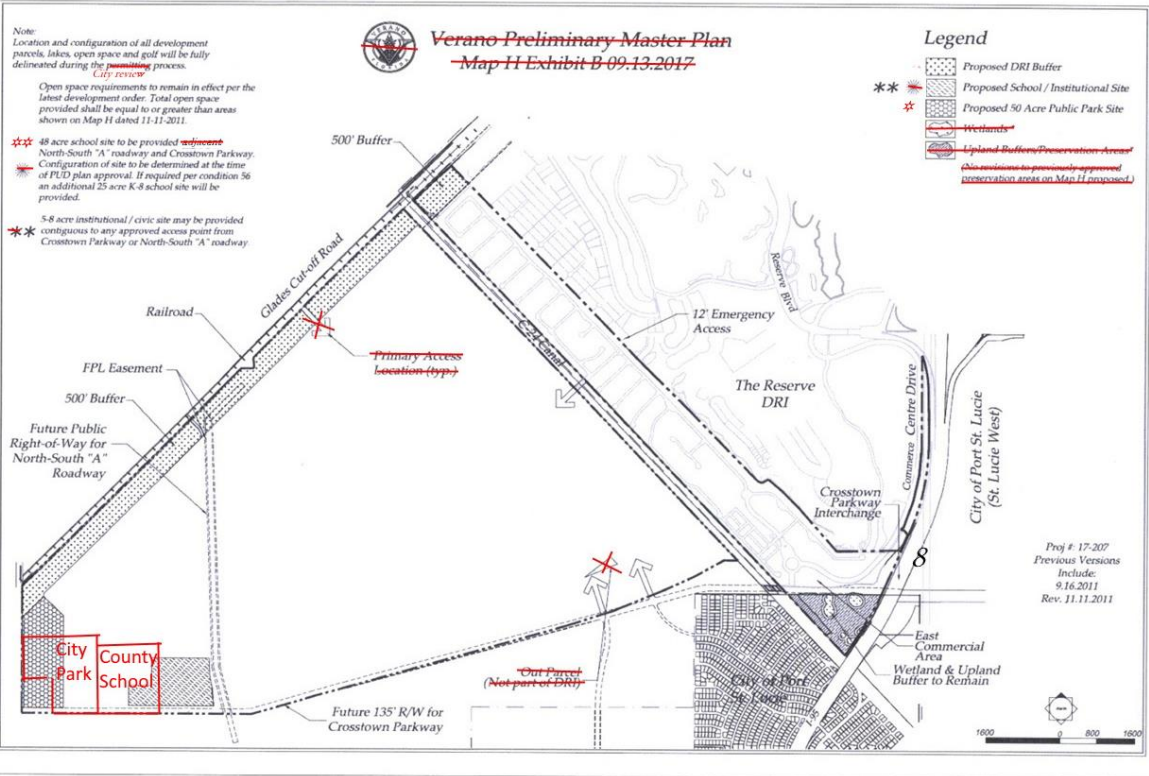 Note:
Location and configuration of all development
parcels, lakes, open space and golf will be fully
delineated during the permitting process.
City review
Open space requirements to remain in effect per the
latest development order. Total open space
provided shall be equal to or greater than areas
shown on Map H dated 11-11-2011.
48 acre school site to be provided adjacent
North-South "A" roadway and Crosstown Parkway.
Configuration of site to be determined at the time
of PUD plan approval. If required per condition 56
an additional 25 acre K-8 school site will be
provided.
** 5-8 acre institutional / civic site may be provided
contiguous to any approved access point from
Crosstown Parkway or North-South "A" roadway.
VERANO
Verano Preliminary Master Plan
Map H Exhibit B 09.13.2017
Legend
Proposed DRI Buffer
** Proposed School / Institutional Site
Proposed 50 Acre Public Park Site
Wetlands*
Upland Buffers/Preservation Areas*
(No revisions to previously approved
preservation areas on Map H proposed.)
500' Buffer
Glades Cut-off Road
Railroad
FPL Easement
500' Buffer
Future Public
Right-of-Way for
North-South "A"
Roadway
Primary Access
Location (typ.)
C-24 Canal
12' Emergency
Access
Reserve Blvd
The Reserve
DRI
Commerce Centre Drive
City of Port St. Lucie
(St. Lucie West)
Crosstown
Parkway
Interchange
8
Proj #: 17-207
Previous Versions
Include:
9.16.2011
Rev. 11.11.2011
City
Park
County
School
Out Parcel
(Not part of DRI)
Future 135' R/W for
Crosstown Parkway
City of Port
St. Lucie
I-95
East
Commercial
Area
Wetland & Upland
Buffer to Remain
1600 0 800 1600